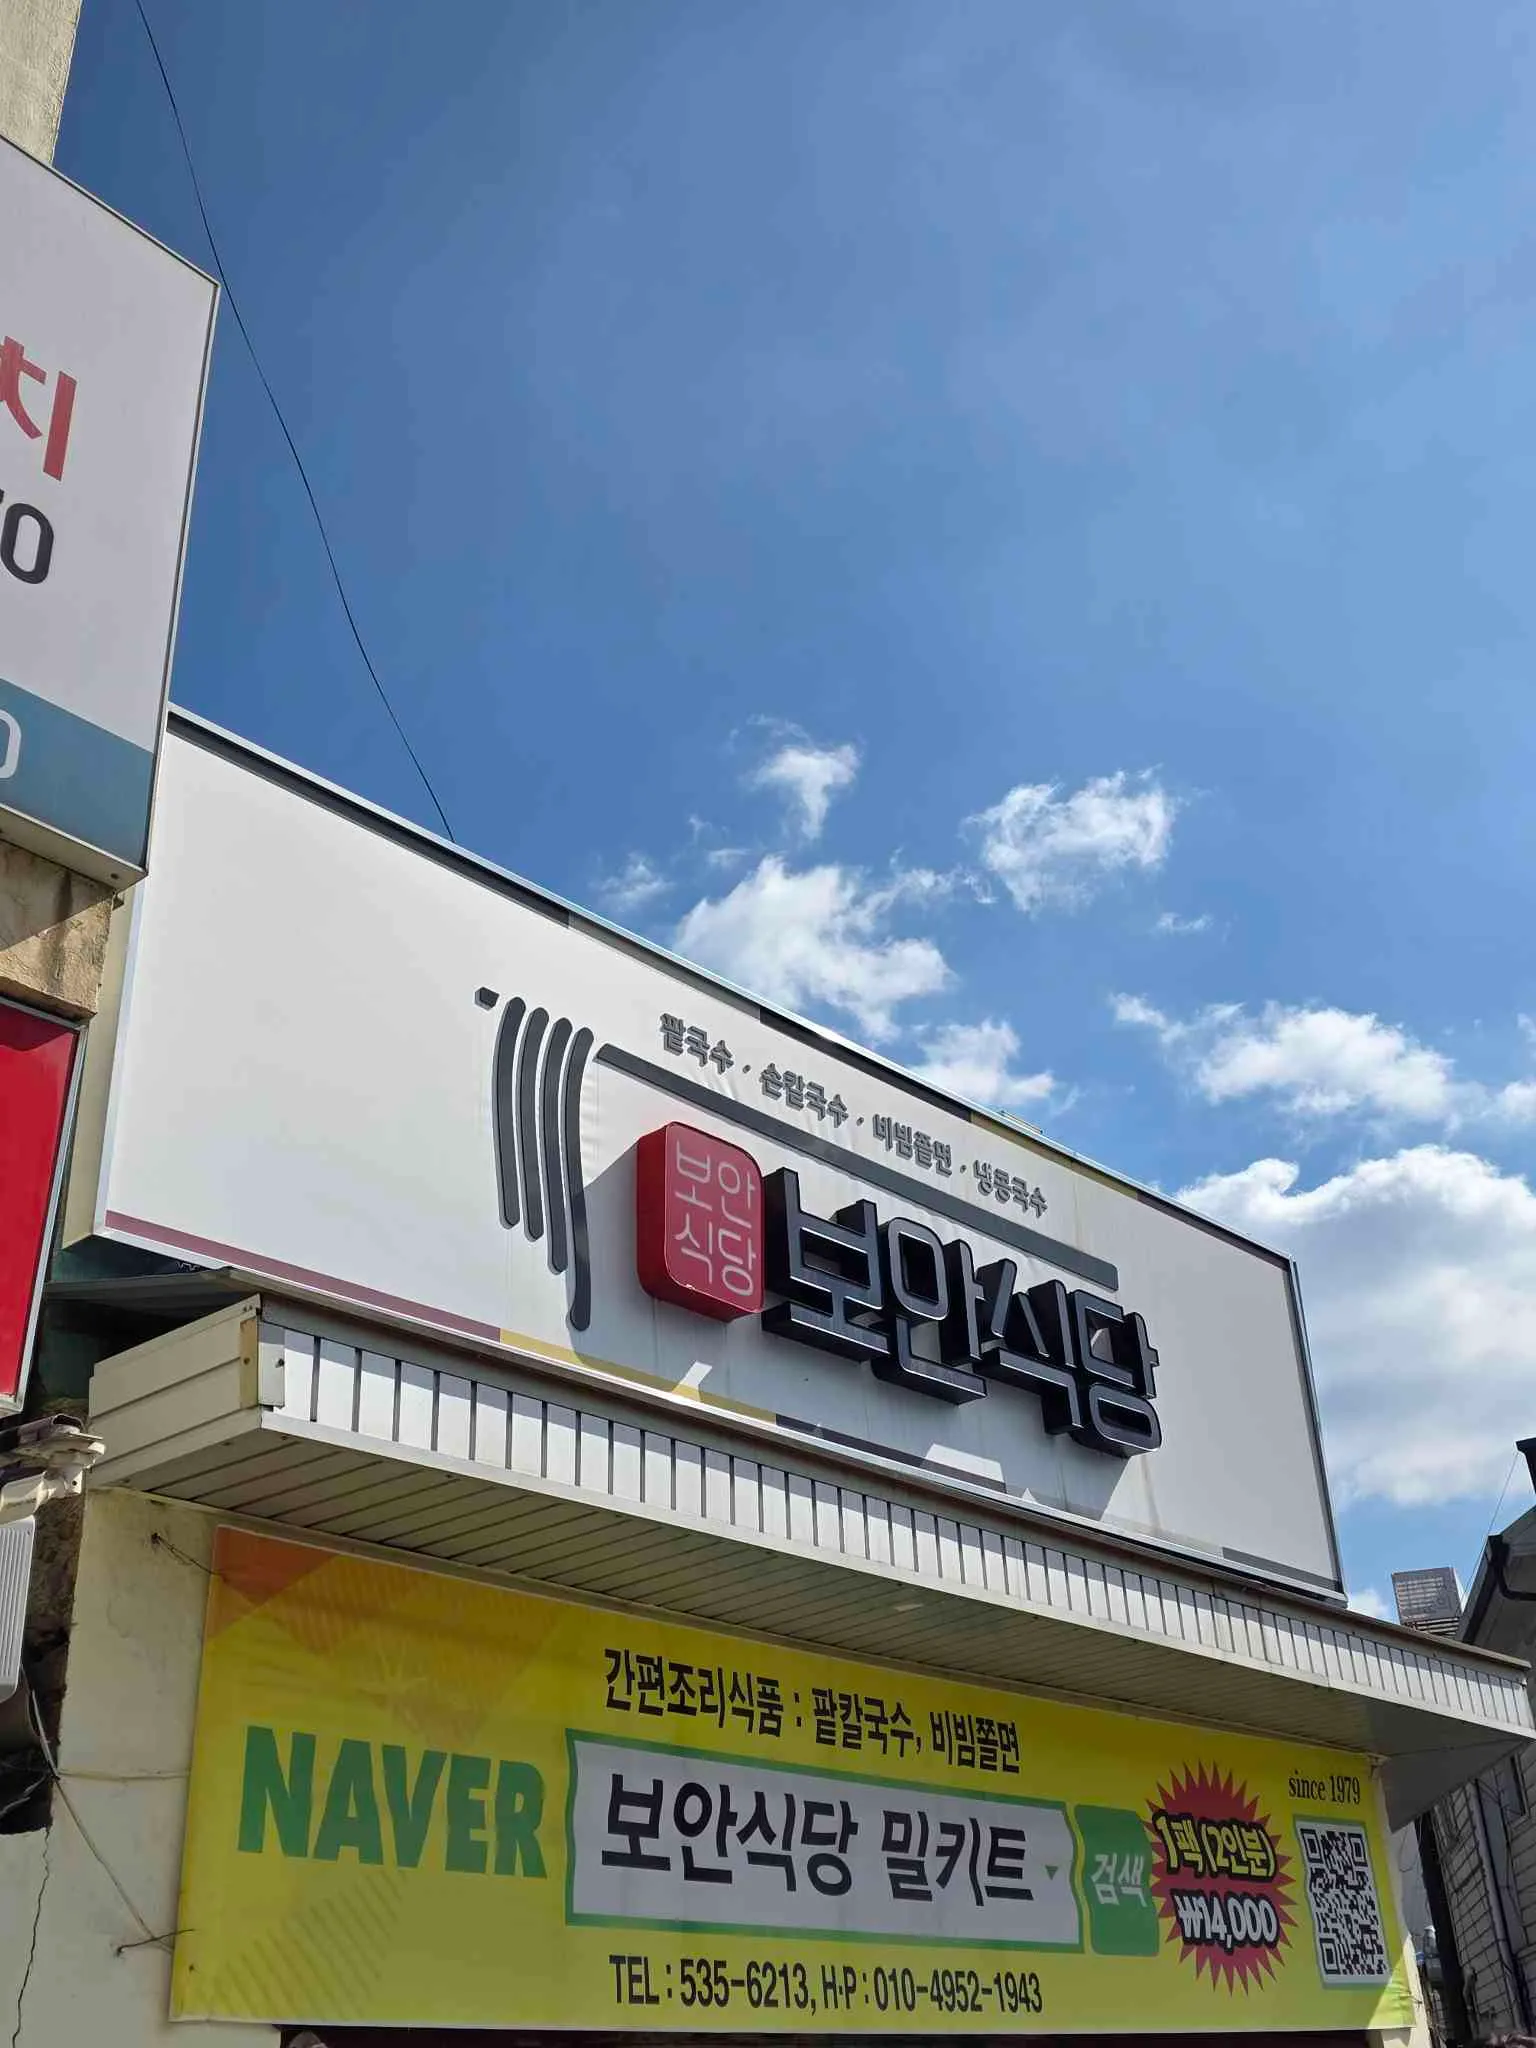 치
70
0
팥국수 · 손칼국수 · 비빔쫄면 · 냉콩국수
보안
식당
보안식당
간편조리식품 : 팥칼국수, 비빔쫄면
NAVER
보안식당 밀키트
검색
1팩(2인분)
₩14,000
since 1979
TEL : 535-6213, H·P : 010-4952-1943